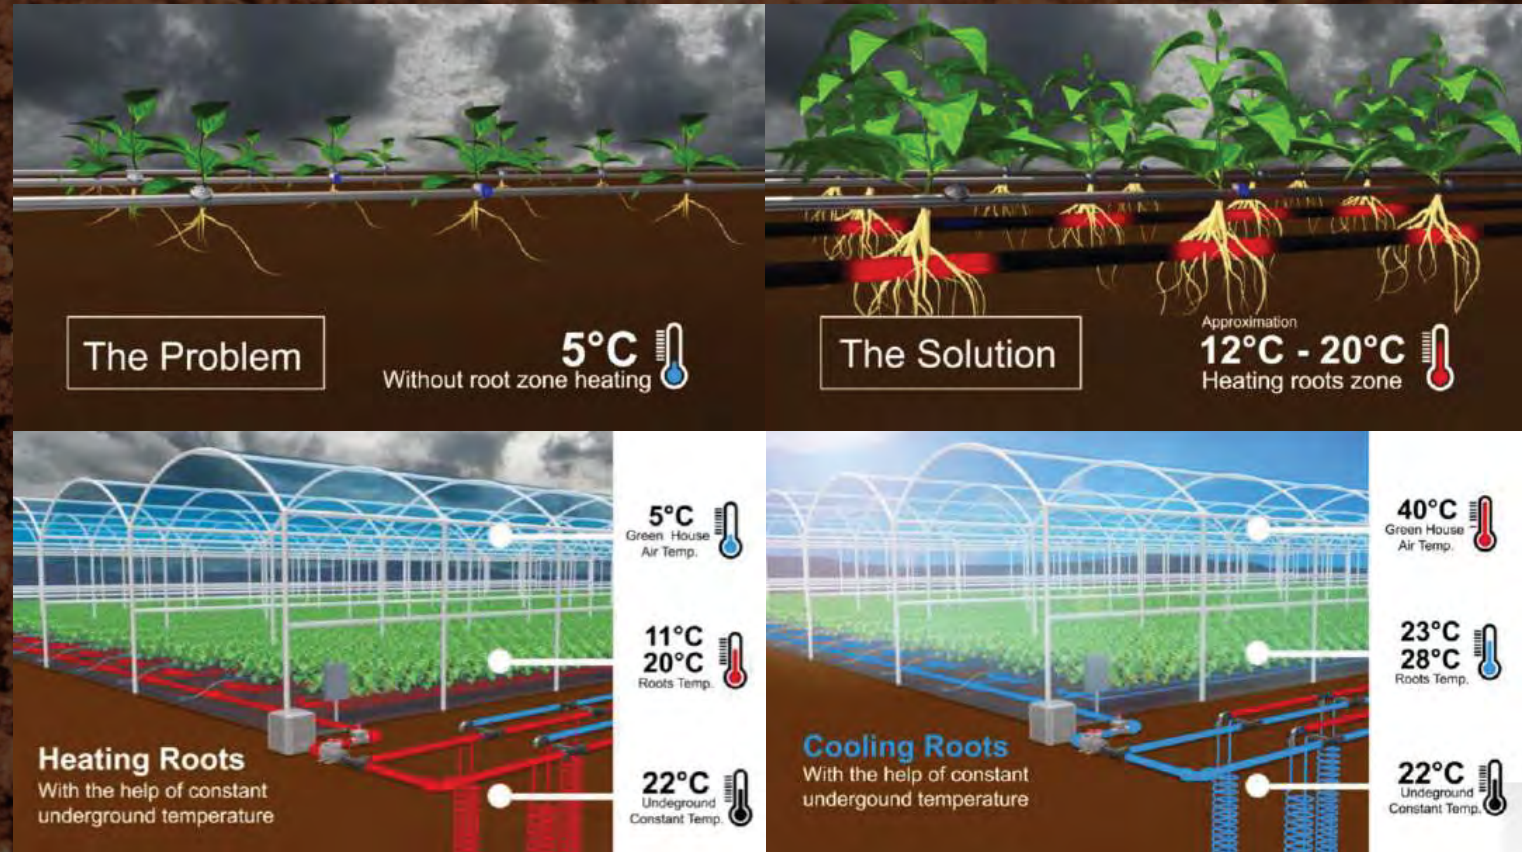 The Problem
5°C
Without root zone heating
The Solution
Approximation
12°C - 20°C
Heating roots zone
Heating Roots
With the help of constant
underground temperature
5°C
Green House
Air Temp.
11°C
20°C
Roots Temp.
22°C
Undeground
Constant Temp.
Cooling Roots
With the help of constant
undergound temperature
40°C
Green House
Air Temp.
23°C
28°C
Roots Temp.
22°C
Undeground
Constant Temp.